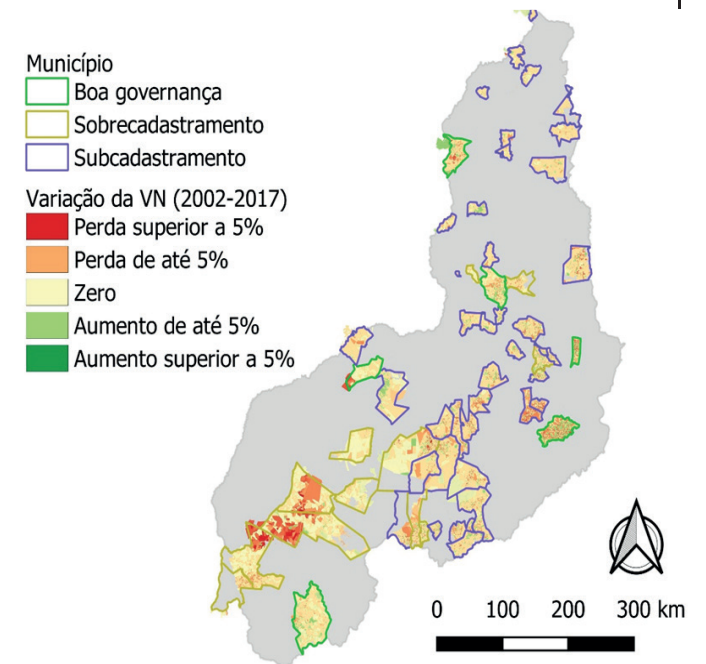 Município
Boa governança
Sobrecadastramento
Subcadastramento
Variação da VN (2002-2017)
Perda superior a 5%
Perda de até 5%
Zero
Aumento de até 5%
Aumento superior a 5%
0 100 200 300 km